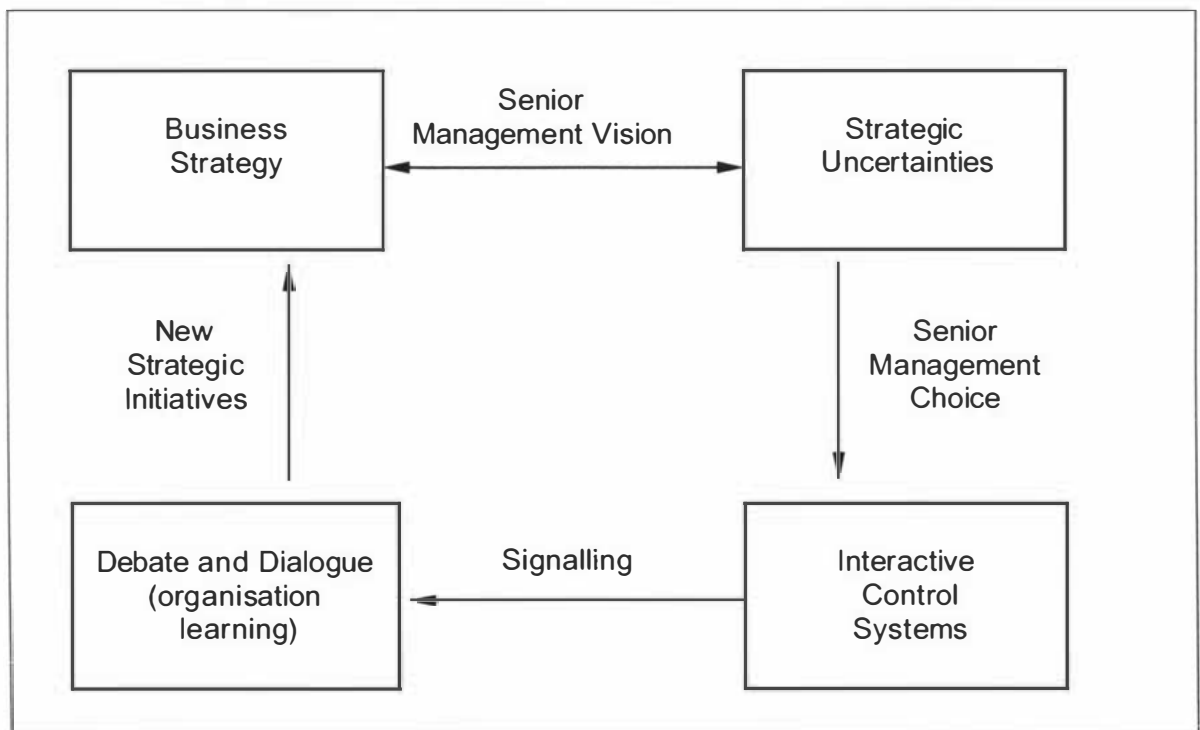 Business
Strategy
Senior
Management Vision
Strategic
Uncertainties
New
Strategic
Initiatives
Senior
Management
Choice
Debate and Dialogue
(organisation
learning)
Signalling
Interactive
Control
Systems